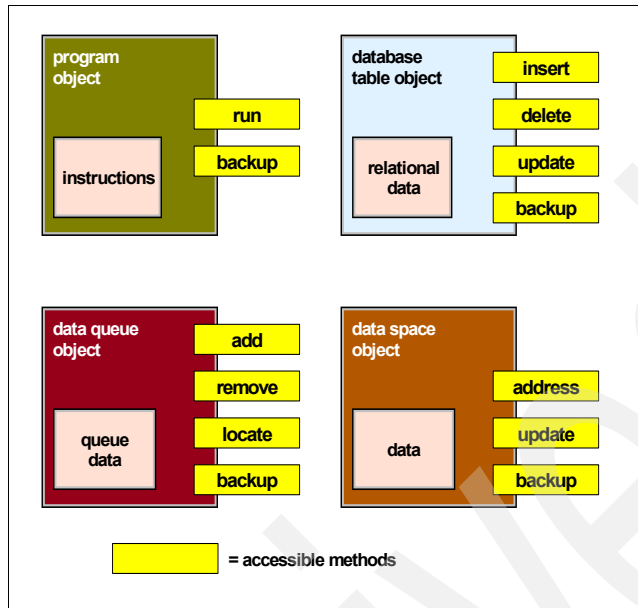 program
object
run
backup
instructions
database
table object
insert
delete
update
backup
relational
data
data queue
object
add
remove
locate
backup
queue
data
data space
object
address
update
backup
data
= accessible methods